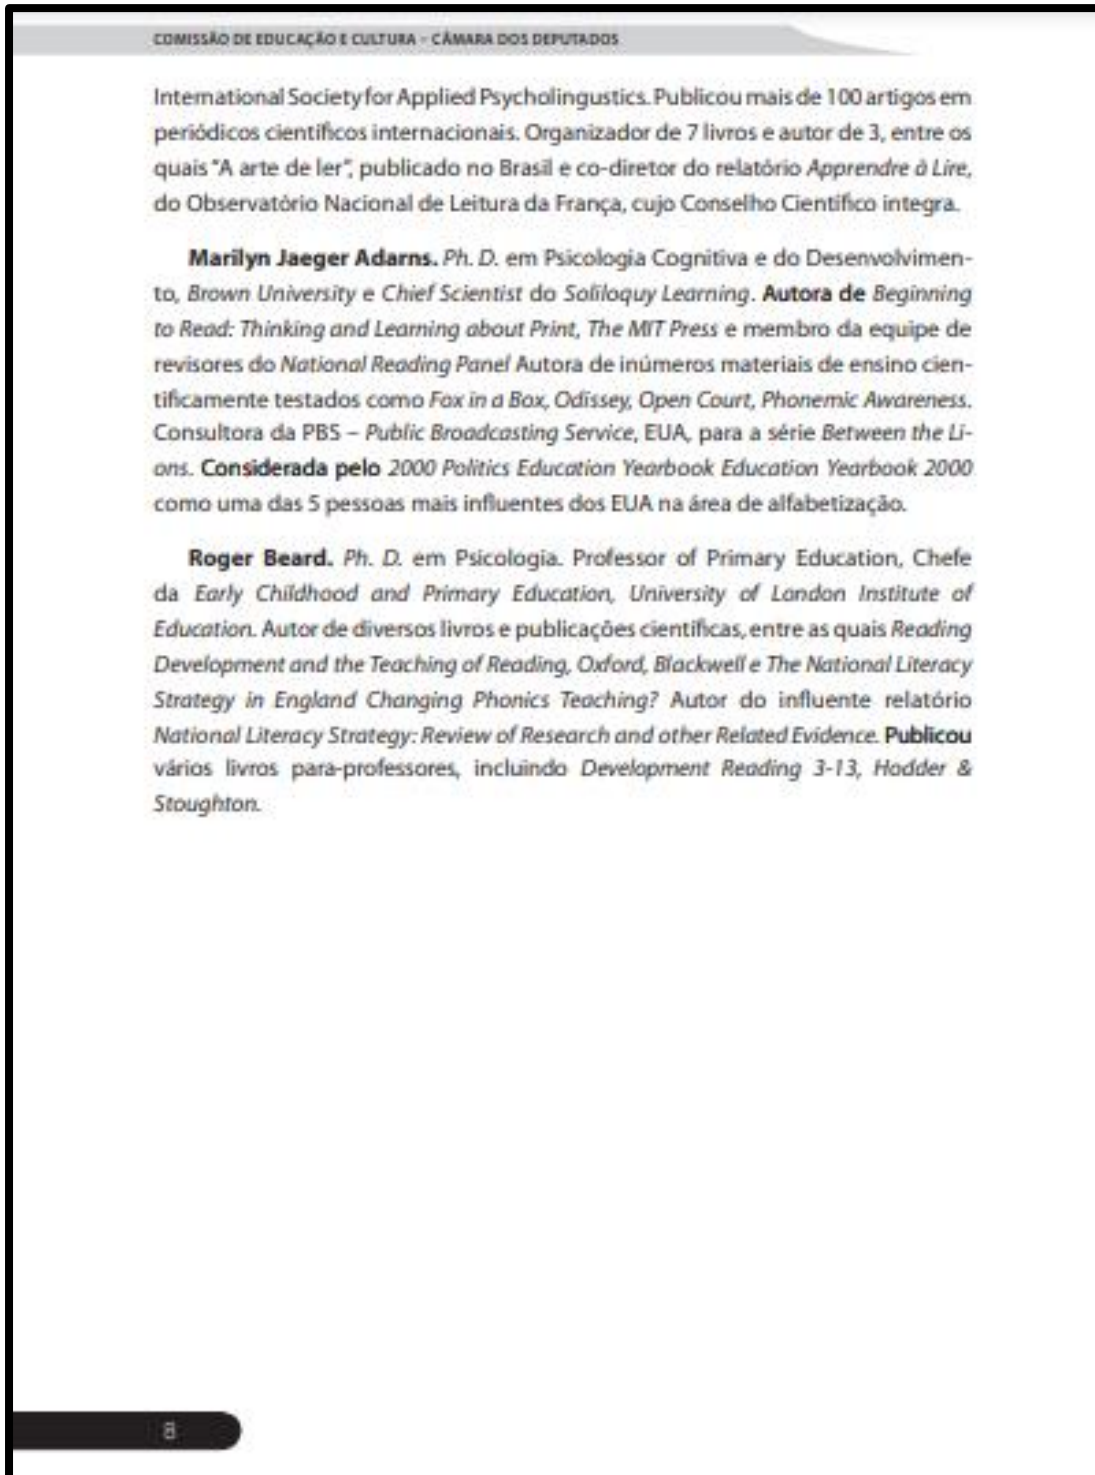 COMISSÃO DE EDUCAÇÃO E CULTURA – CÂMARA DOS DEPUTADOS
International Society for Applied Psycholingustics. Publicou mais de 100 artigos em
periódicos científicos internacionais. Organizador de 7 livros e autor de 3, entre os
quais "A arte de ler", publicado no Brasil e co-diretor do relatório Apprendre à Lire,
do Observatório Nacional de Leitura da França, cujo Conselho Científico integra.
Marilyn Jaeger Adarns. Ph. D. em Psicologia Cognitiva e do Desenvolvimen-
to, Brown University e Chief Scientist do Soliloquy Learning. Autora de Beginning
to Read: Thinking and Learning about Print, The MIT Press e membro da equipe de
revisores do National Reading Panel Autora de inúmeros materiais de ensino cien-
tificamente testados como Fox in a Box, Odissey, Open Court, Phonemic Awareness.
Consultora da PBS – Public Broadcasting Service, EUA, para a série Between the Li-
ons. Considerada pelo 2000 Politics Education Yearbook Education Yearbook 2000
como uma das 5 pessoas mais influentes dos EUA na área de alfabetização.
Roger Beard. Ph. D. em Psicologia. Professor of Primary Education, Chefe
da Early Childhood and Primary Education, University of London Institute of
Education. Autor de diversos livros e publicações científicas, entre as quais Reading
Development and the Teaching of Reading, Oxford, Blackwell e The National Literacy
Strategy in England Changing Phonics Teaching? Autor do influente relatório
National Literacy Strategy: Review of Research and other Related Evidence. Publicou
vários livros para-professores, incluindo Development Reading 3-13, Hodder &
Stoughton.
8